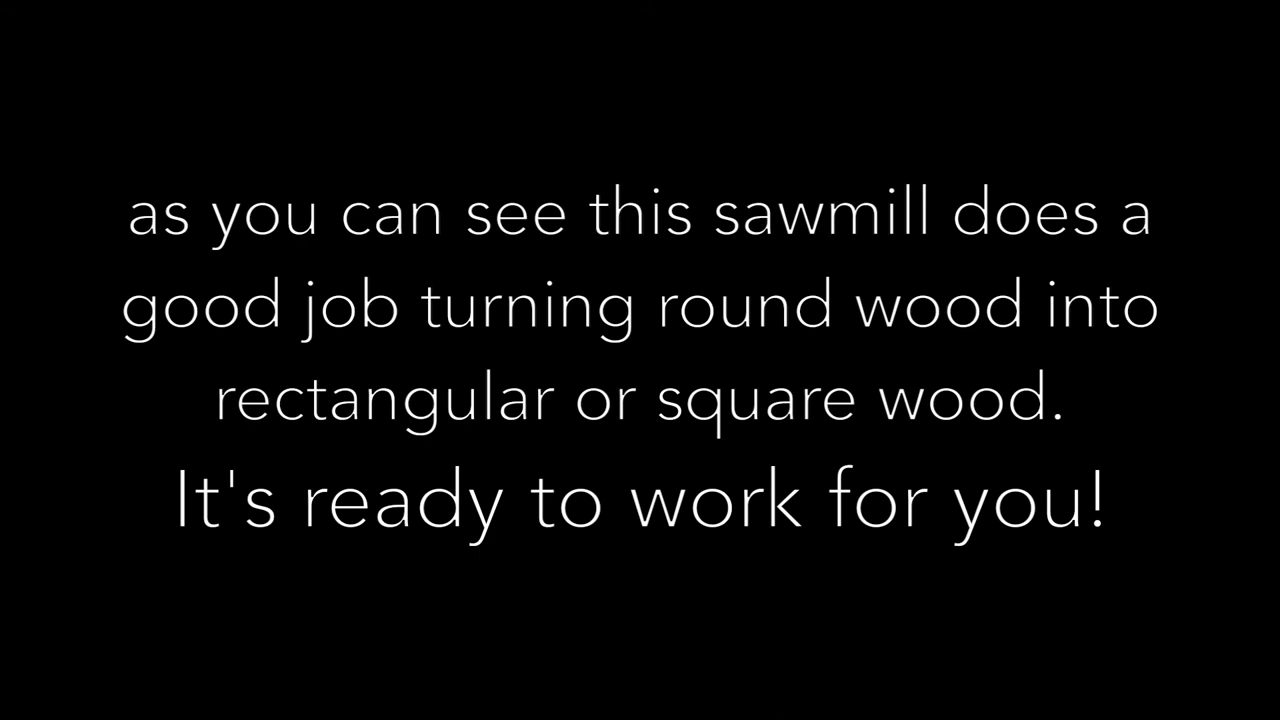 as you can see this sawmill does a
good job turning round wood into
rectangular or square wood.
It's ready to work for you!